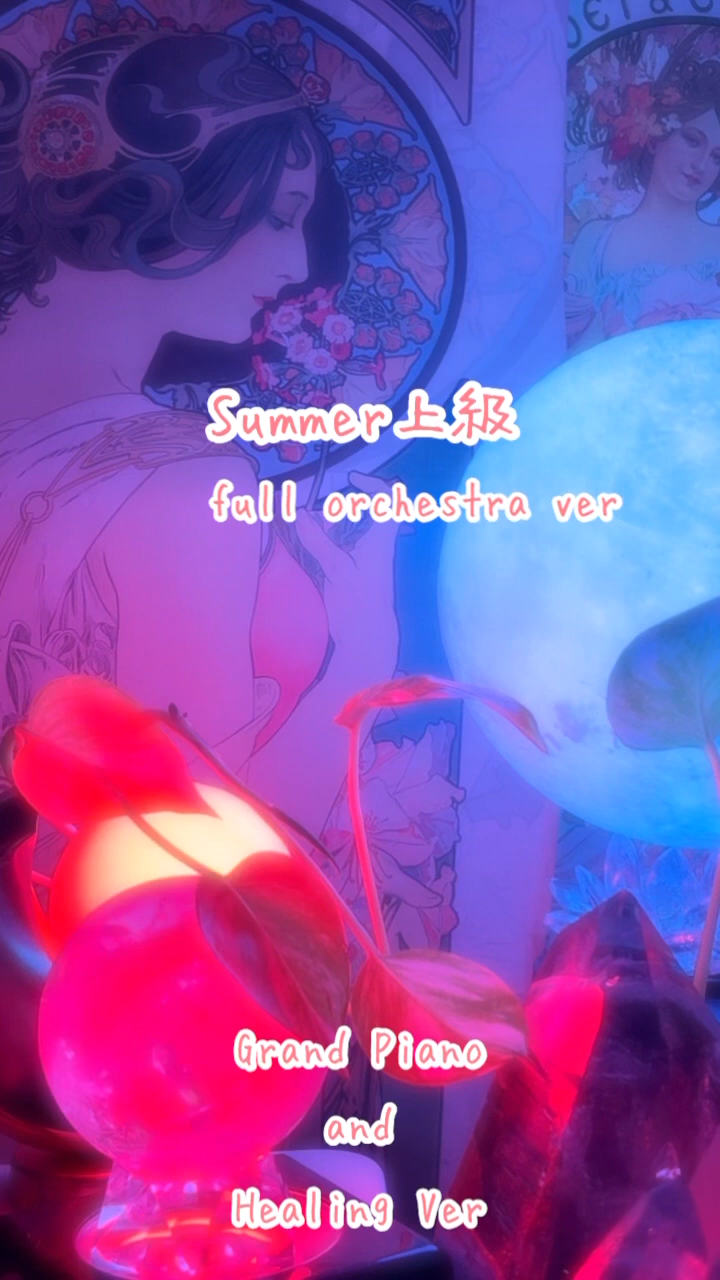 Summer上級
full orchestra ver
Grand Piano
and
Healing Ver